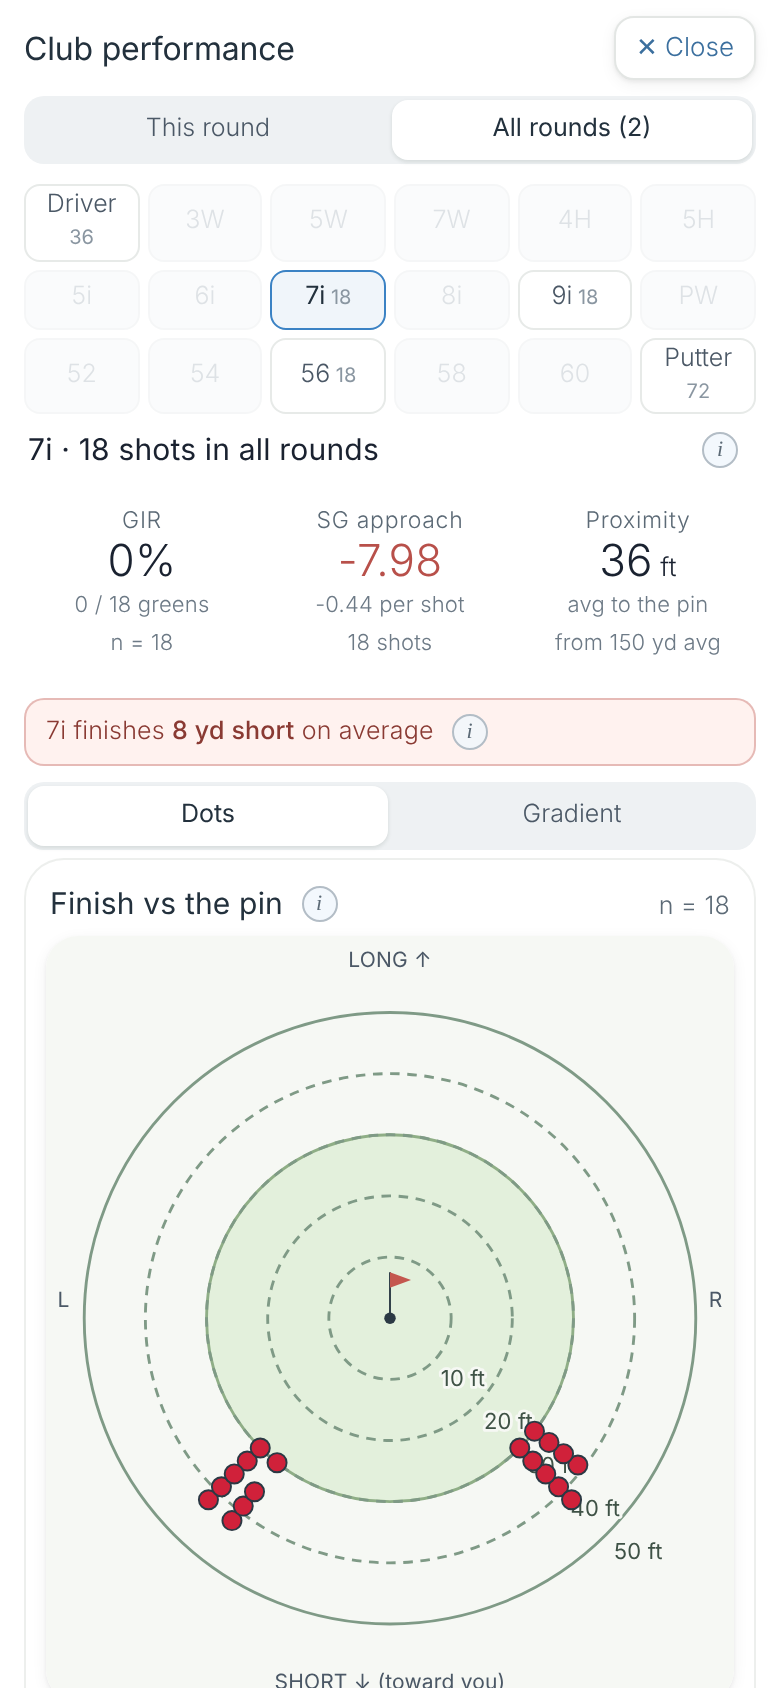 Club performance
✕ Close
This round
All rounds (2)
Driver
36
3W
5W
7W
4H
5H
5i
6i
7i 18
8i
9i 18
PW
52
54
56 18
58
60
Putter
72
7i · 18 shots in all rounds
i
GIR
0%
0 / 18 greens
n = 18
SG approach
-7.98
-0.44 per shot
18 shots
Proximity
36 ft
avg to the pin
from 150 yd avg
7i finishes 8 yd short on average
i
Dots
Gradient
Finish vs the pin
i
n = 18
LONG ↑
L
R
10 ft
20 ft
40 ft
50 ft
SHORT ↓ (toward you)